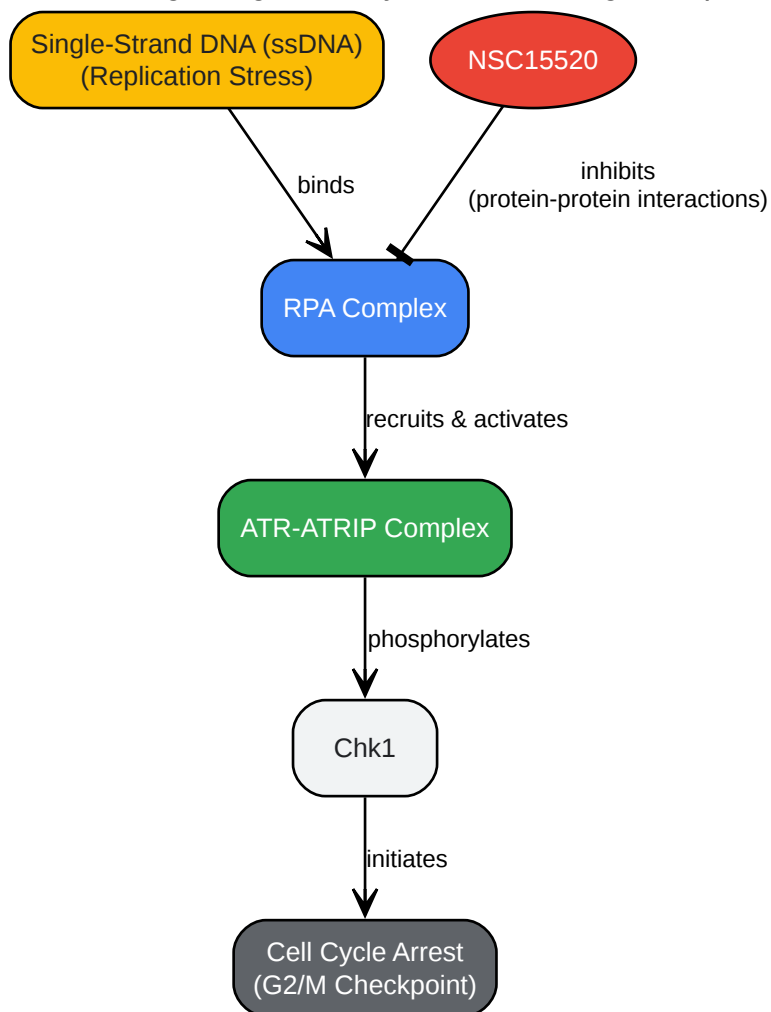 Single-Strand DNA (ssDNA)
(Replication Stress)
NSC15520
binds
inhibits
(protein-protein interactions)
RPA Complex
recruits & activates
ATR-ATRIP Complex
phosphorylates
Chk1
initiates
Cell Cycle Arrest
(G2/M Checkpoint)